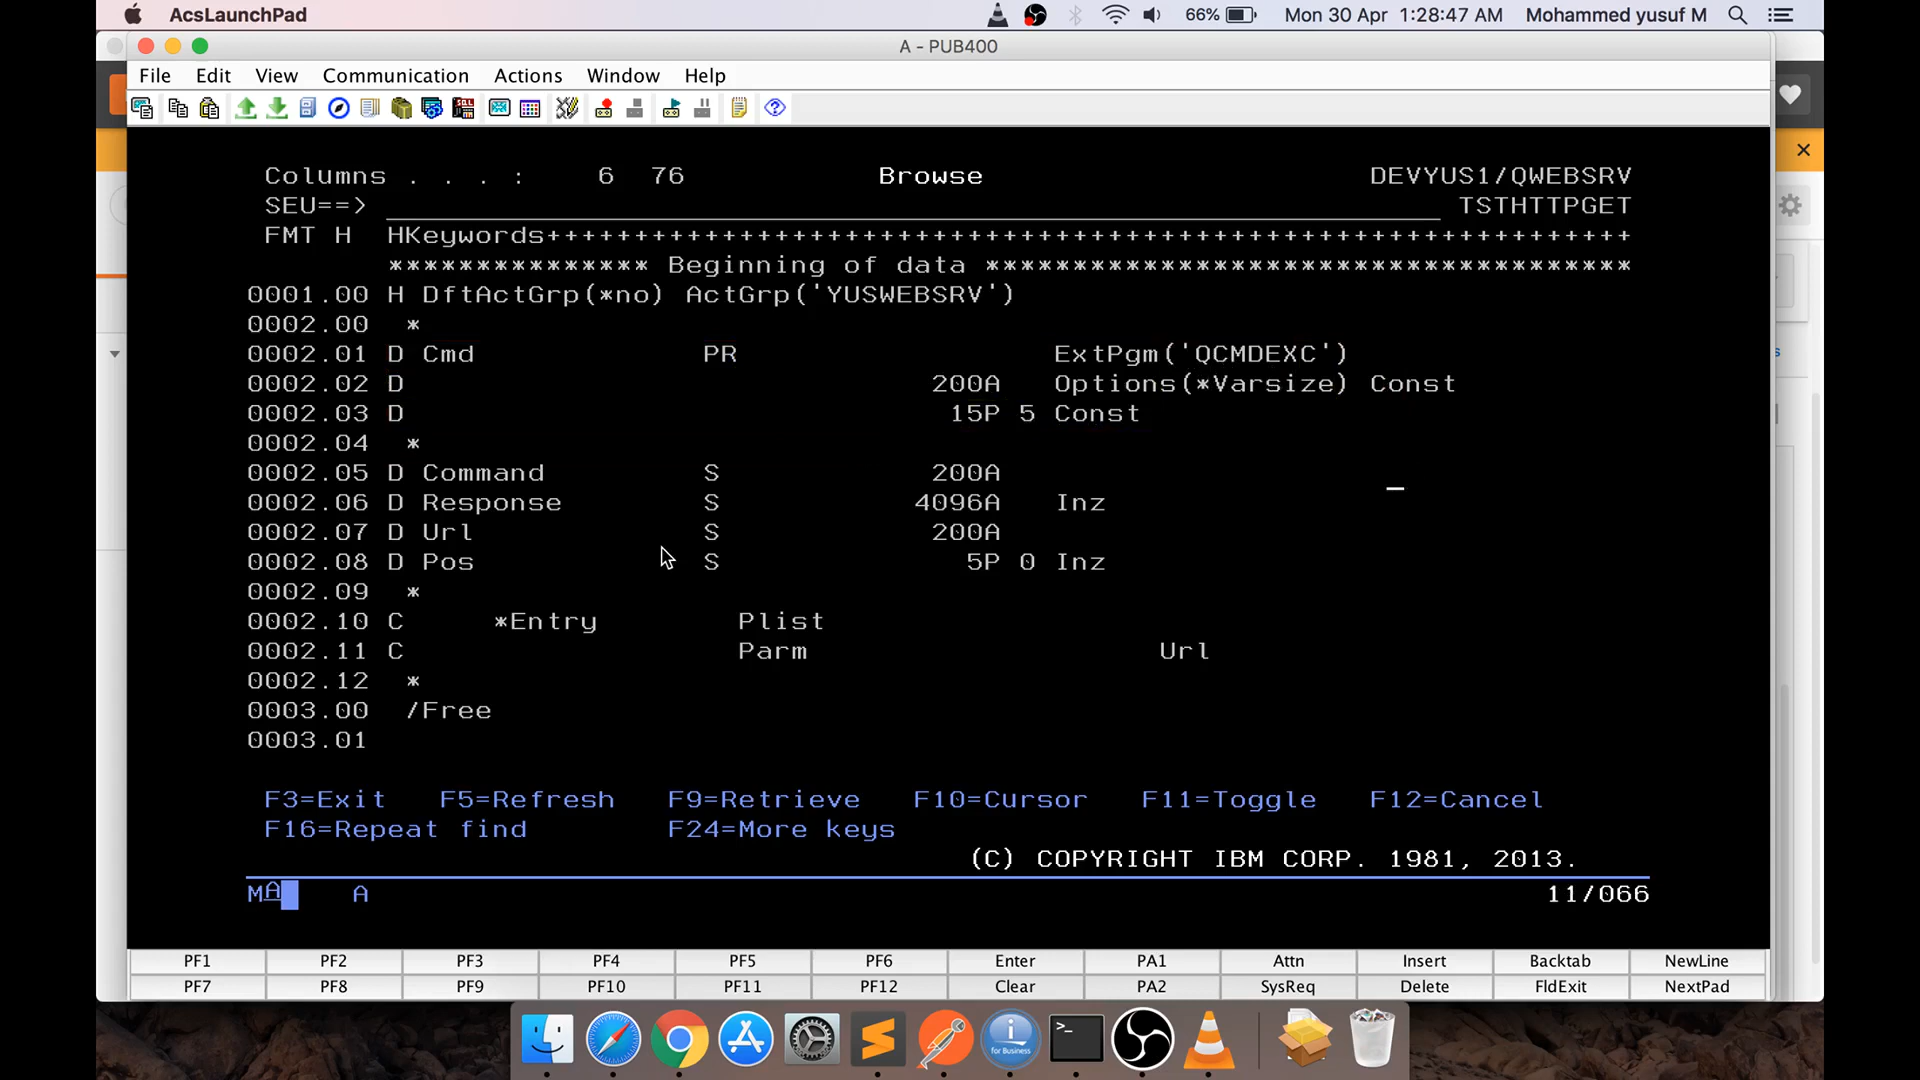 AcsLaunchPad 66% Mon 30 Apr 1:28:47 AM Mohammed yusuf M
A - PUB400
File Edit View Communication Actions Window Help
Columns . . . : 6 76 Browse DEVYUS1/QWEBSRV
SEU==> TSTHTTPGET
FMT H HKeywords++++++++++++++++++++++++++++++++++++++++++++++++++++++++++++++
*************** Beginning of data *************************************
0001.00 H DftActGrp(*no) ActGrp('YUSWEBSRV')
0002.00 *
0002.01 D Cmd PR ExtPgm('QCMDEXC')
0002.02 D 200A Options(*Varsize) Const
0002.03 D 15P 5 Const
0002.04 *
0002.05 D Command S 200A
0002.06 D Response S 4096A Inz
0002.07 D Url S 200A
0002.08 D Pos S 5P 0 Inz
0002.09 *
0002.10 C *Entry Plist
0002.11 C Parm Url
0002.12 *
0003.00 /Free
0003.01
F3=Exit F5=Refresh F9=Retrieve F10=Cursor F11=Toggle F12=Cancel
F16=Repeat find F24=More keys
(C) COPYRIGHT IBM CORP. 1981, 2013.
MA A 11/066
PF1 PF2 PF3 PF4 PF5 PF6 Enter PA1 Attn Insert Backtab NewLine
PF7 PF8 PF9 PF10 PF11 PF12 Clear PA2 SysReq Delete FldExit NextPad
i for Business